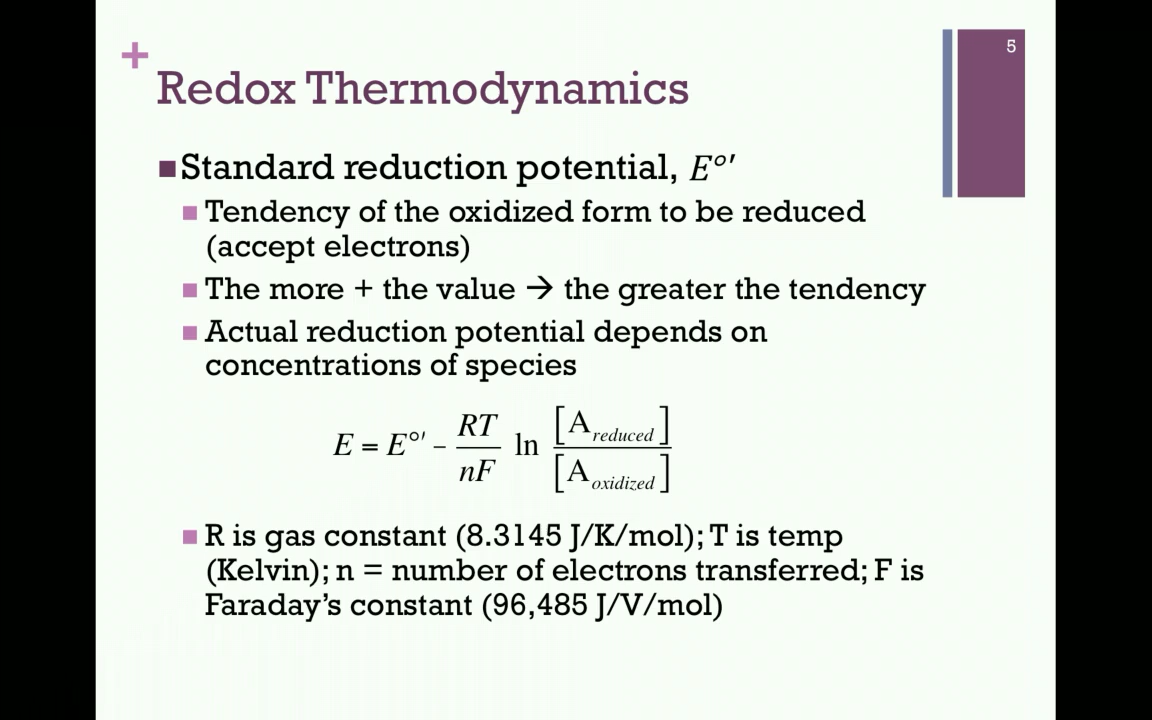 5
+
Redox Thermodynamics
■ Standard reduction potential, E°′
■ Tendency of the oxidized form to be reduced
(accept electrons)
■ The more + the value → the greater the tendency
■ Actual reduction potential depends on
concentrations of species
E = E°′ − RT/nF ln [A reduced]/[A oxidized]
■ R is gas constant (8.3145 J/K/mol); T is temp
(Kelvin); n = number of electrons transferred; F is
Faraday’s constant (96,485 J/V/mol)